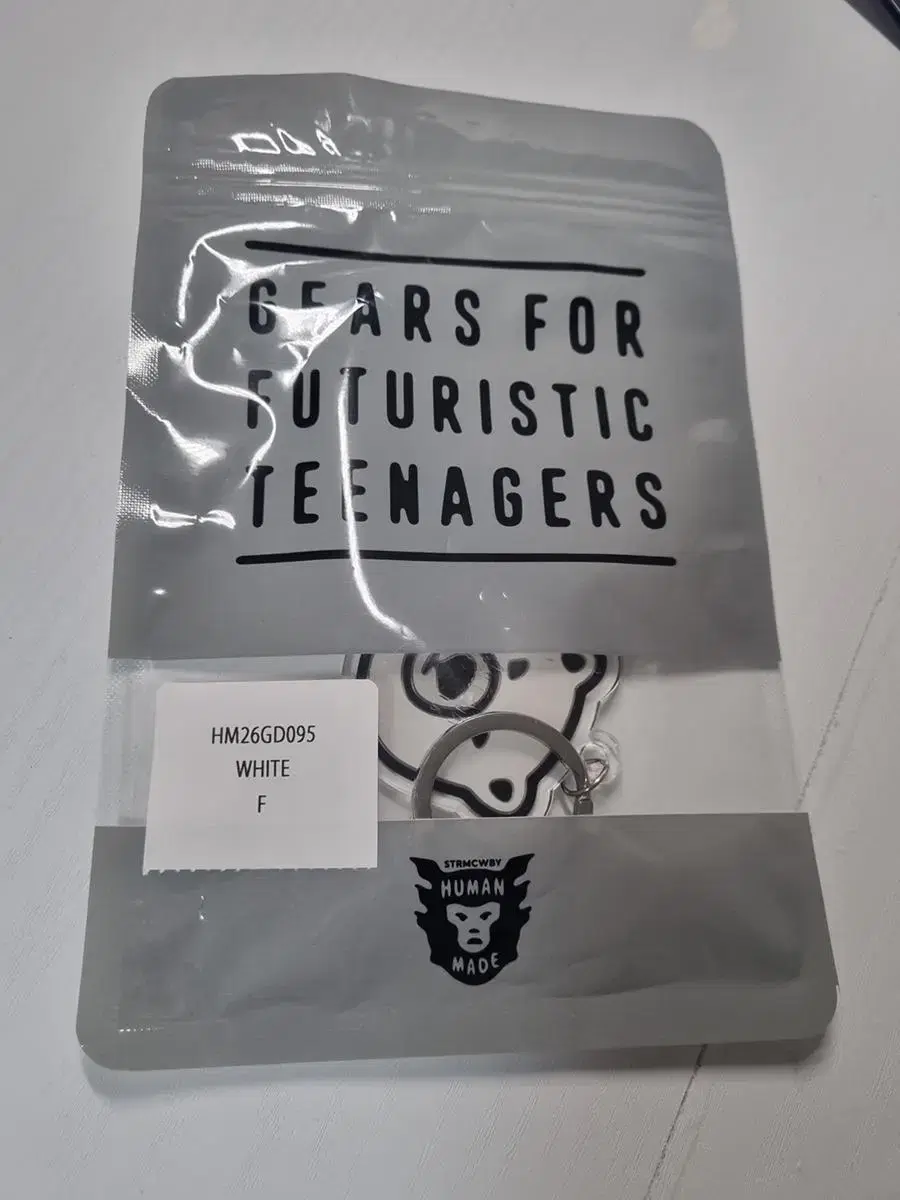 GEARS FOR
FUTURISTIC
TEENAGERS
HM26GD095
WHITE
F
STRMCWBY
HUMAN
MADE